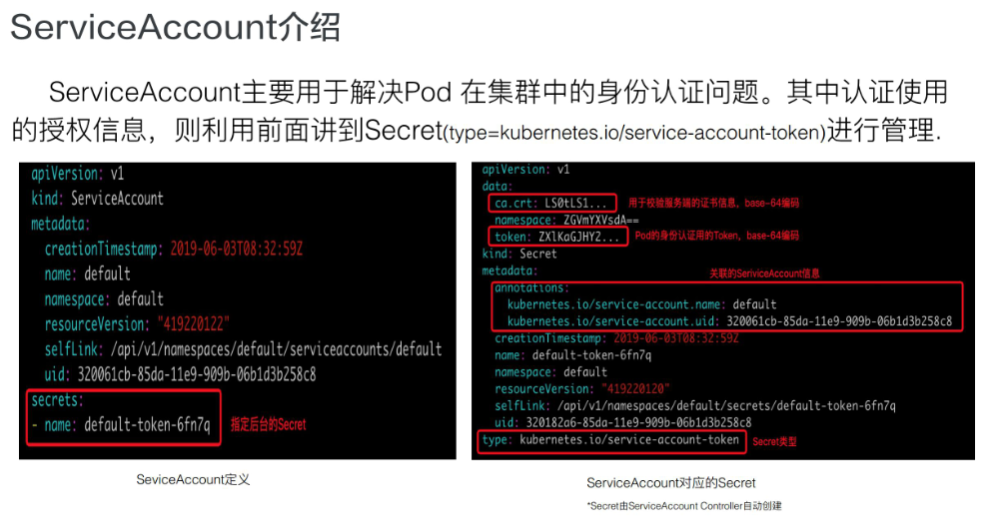 ServiceAccount介绍
ServiceAccount主要用于解决Pod 在集群中的身份认证问题。其中认证使用
的授权信息，则利用前面讲到Secret(type=kubernetes.io/service-account-token)进行管理.
apiVersion: v1
kind: ServiceAccount
metadata:
creationTimestamp: 2019-06-03T08:32:59Z
name: default
namespace: default
resourceVersion: "419220122"
selfLink: /api/v1/namespaces/default/serviceaccounts/default
uid: 320061cb-85da-11e9-909b-06b1d3b258c8
secrets:
- name: default-token-6fn7q 指定后台的Secret
SeviceAccount定义
apiVersion: v1
data:
ca.crt: LS0tLS1... 用于校验服务端的证书信息，base-64编码
namespace: ZGVmYXVsdA==
token: ZXlKaGJHY2... Pod的身份认证用的Token，base-64编码
kind: Secret
metadata: 关联的SeriviceAccount信息
annotations:
kubernetes.io/service-account.name: default
kubernetes.io/service-account.uid: 320061cb-85da-11e9-909b-06b1d3b258c8
creationTimestamp: 2019-06-03T08:32:59Z
name: default-token-6fn7q
namespace: default
resourceVersion: "419220120"
selfLink: /api/v1/namespaces/default/secrets/default-token-6fn7q
uid: 320182a6-85da-11e9-909b-06b1d3b258c8
type: kubernetes.io/service-account-token Secret类型
ServiceAccount对应的Secret
*Secret由ServiceAccount Controller自动创建